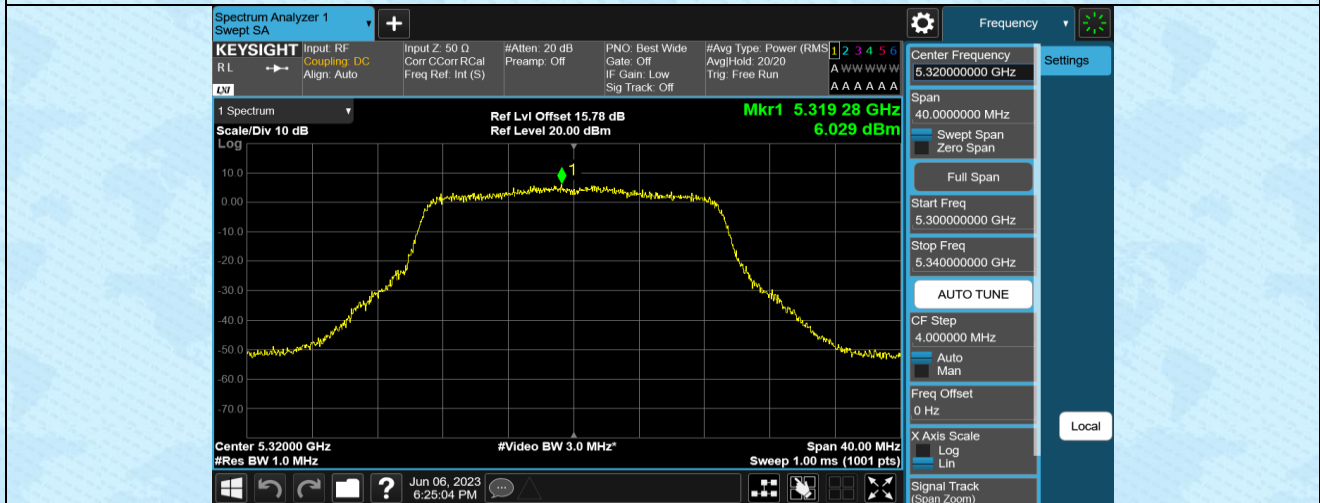 Spectrum Analyzer 1
Swept SA
+
Frequency
KEYSIGHT
RL
LXI
Input: RF
Coupling: DC
Align: Auto
Input Z: 50 Ω
Corr CCorr RCal
Freq Ref: Int (S)
#Atten: 20 dB
Preamp: Off
PNO: Best Wide
Gate: Off
IF Gain: Low
Sig Track: Off
#Avg Type: Power (RMS
Avg|Hold: 20/20
Trig: Free Run
1 2 3 4 5 6
A W W W W W
A A A A A A
Center Frequency
5.320000000 GHz
Settings
Span
40.0000000 MHz
Swept Span
Zero Span
Full Span
Start Freq
5.300000000 GHz
Stop Freq
5.340000000 GHz
AUTO TUNE
CF Step
4.000000 MHz
Auto
Man
Freq Offset
0 Hz
X Axis Scale
Log
Lin
Signal Track
(Span Zoom)
Local
1 Spectrum
Scale/Div 10 dB
Log
Ref Lvl Offset 15.78 dB
Ref Level 20.00 dBm
Mkr1 5.319 28 GHz
6.029 dBm
1
10.0
0.00
-10.0
-20.0
-30.0
-40.0
-50.0
-60.0
-70.0
Center 5.32000 GHz
#Res BW 1.0 MHz
#Video BW 3.0 MHz*
Span 40.00 MHz
Sweep 1.00 ms (1001 pts)
?
Jun 06, 2023
6:25:04 PM